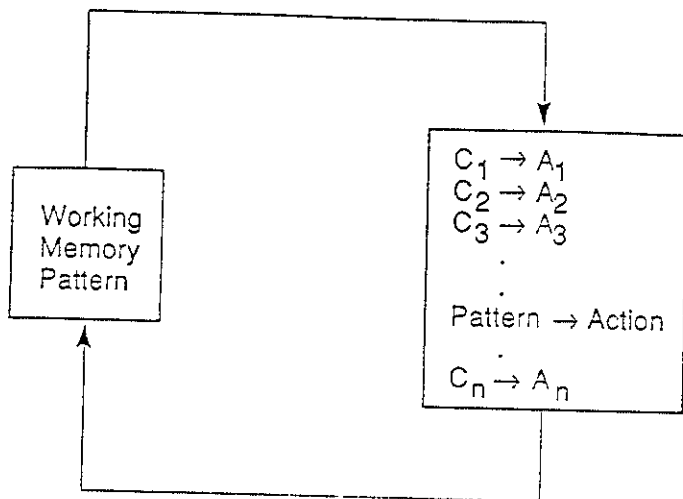 Working
Memory
Pattern
C₁ → A₁
C₂ → A₂
C₃ → A₃
.
.
Pattern → Action
.
Cₙ → Aₙ